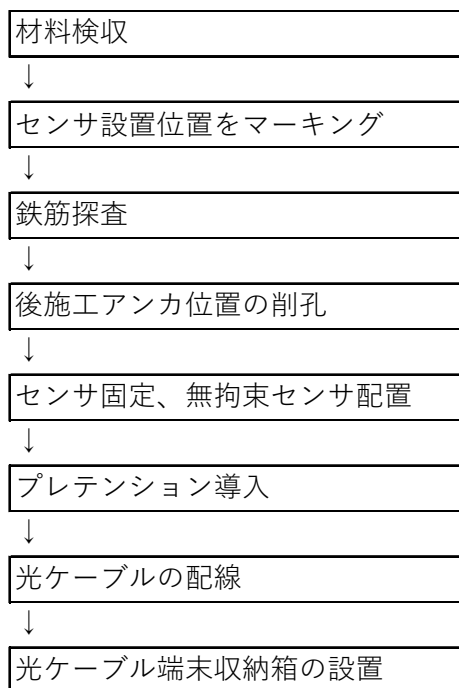 材料検収
↓
センサ設置位置をマーキング
↓
鉄筋探査
↓
後施工アンカ位置の削孔
↓
センサ固定、無拘束センサ配置
↓
プレテンション導入
↓
光ケーブルの配線
↓
光ケーブル端末収納箱の設置